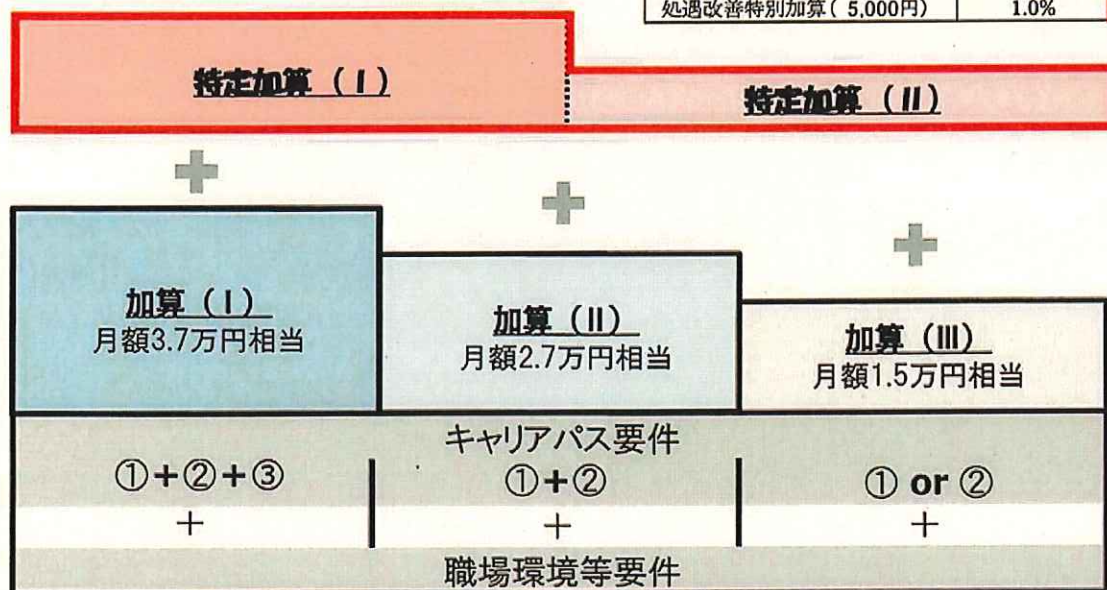 処遇改善特別加算( 5,000円) 1.0%
特定加算（Ⅰ）
特定加算（Ⅱ）
加算（Ⅰ）
月額3.7万円相当
加算（Ⅱ）
月額2.7万円相当
加算（Ⅲ）
月額1.5万円相当
キャリアパス要件
①+②+③
①+②
① or ②
+
+
+
職場環境等要件